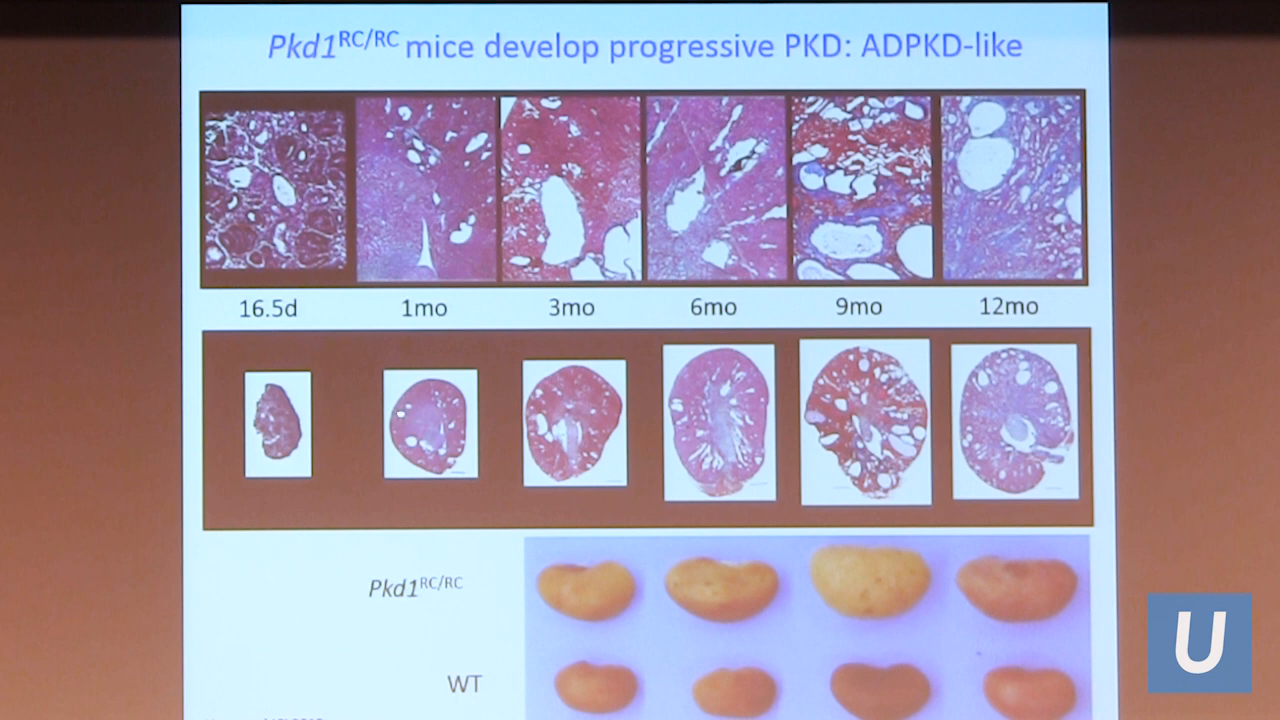 Pkd1RC/RC mice develop progressive PKD: ADPKD-like
16.5d 1mo 3mo 6mo 9mo 12mo
Pkd1RC/RC
WT
U